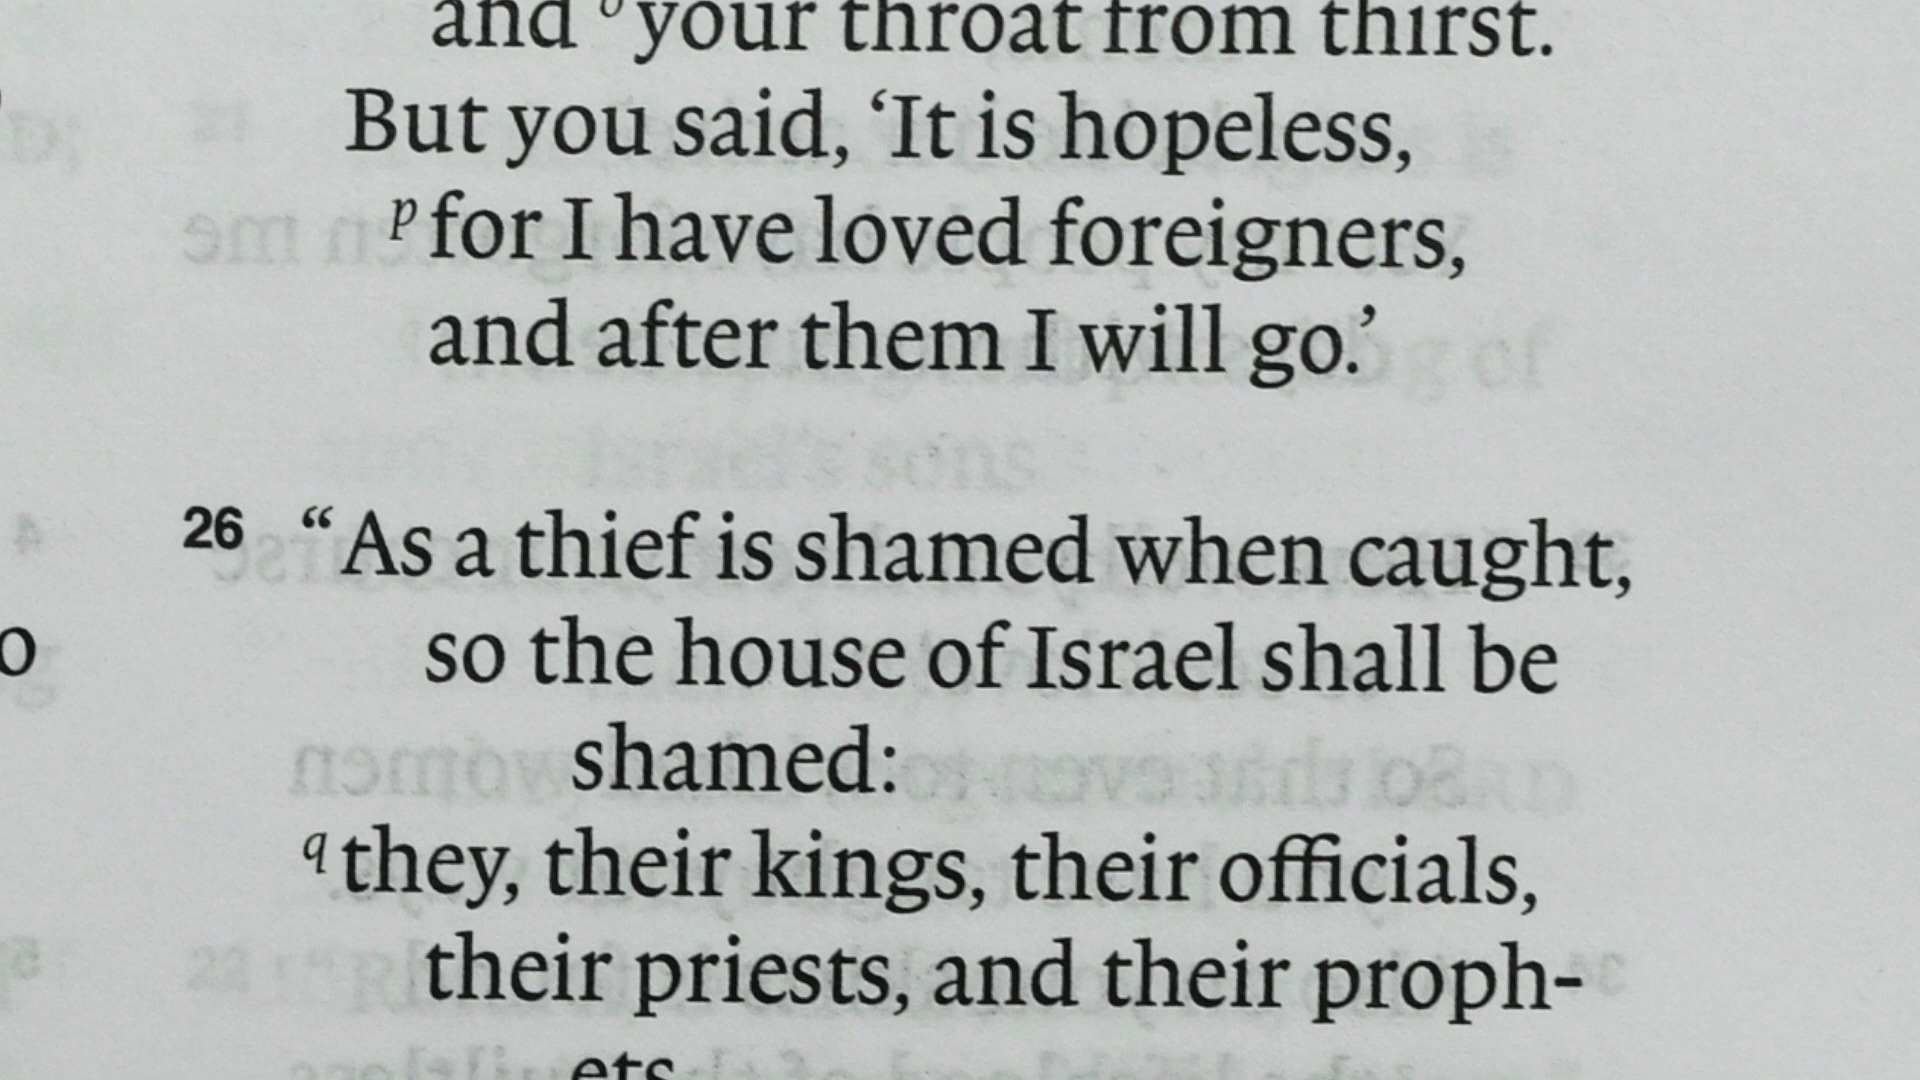 and o your throat from thirst.
But you said, ‘It is hopeless,
p for I have loved foreigners,
and after them I will go.’
26 “As a thief is shamed when caught,
so the house of Israel shall be
shamed:
q they, their kings, their officials,
their priests, and their proph-
ets